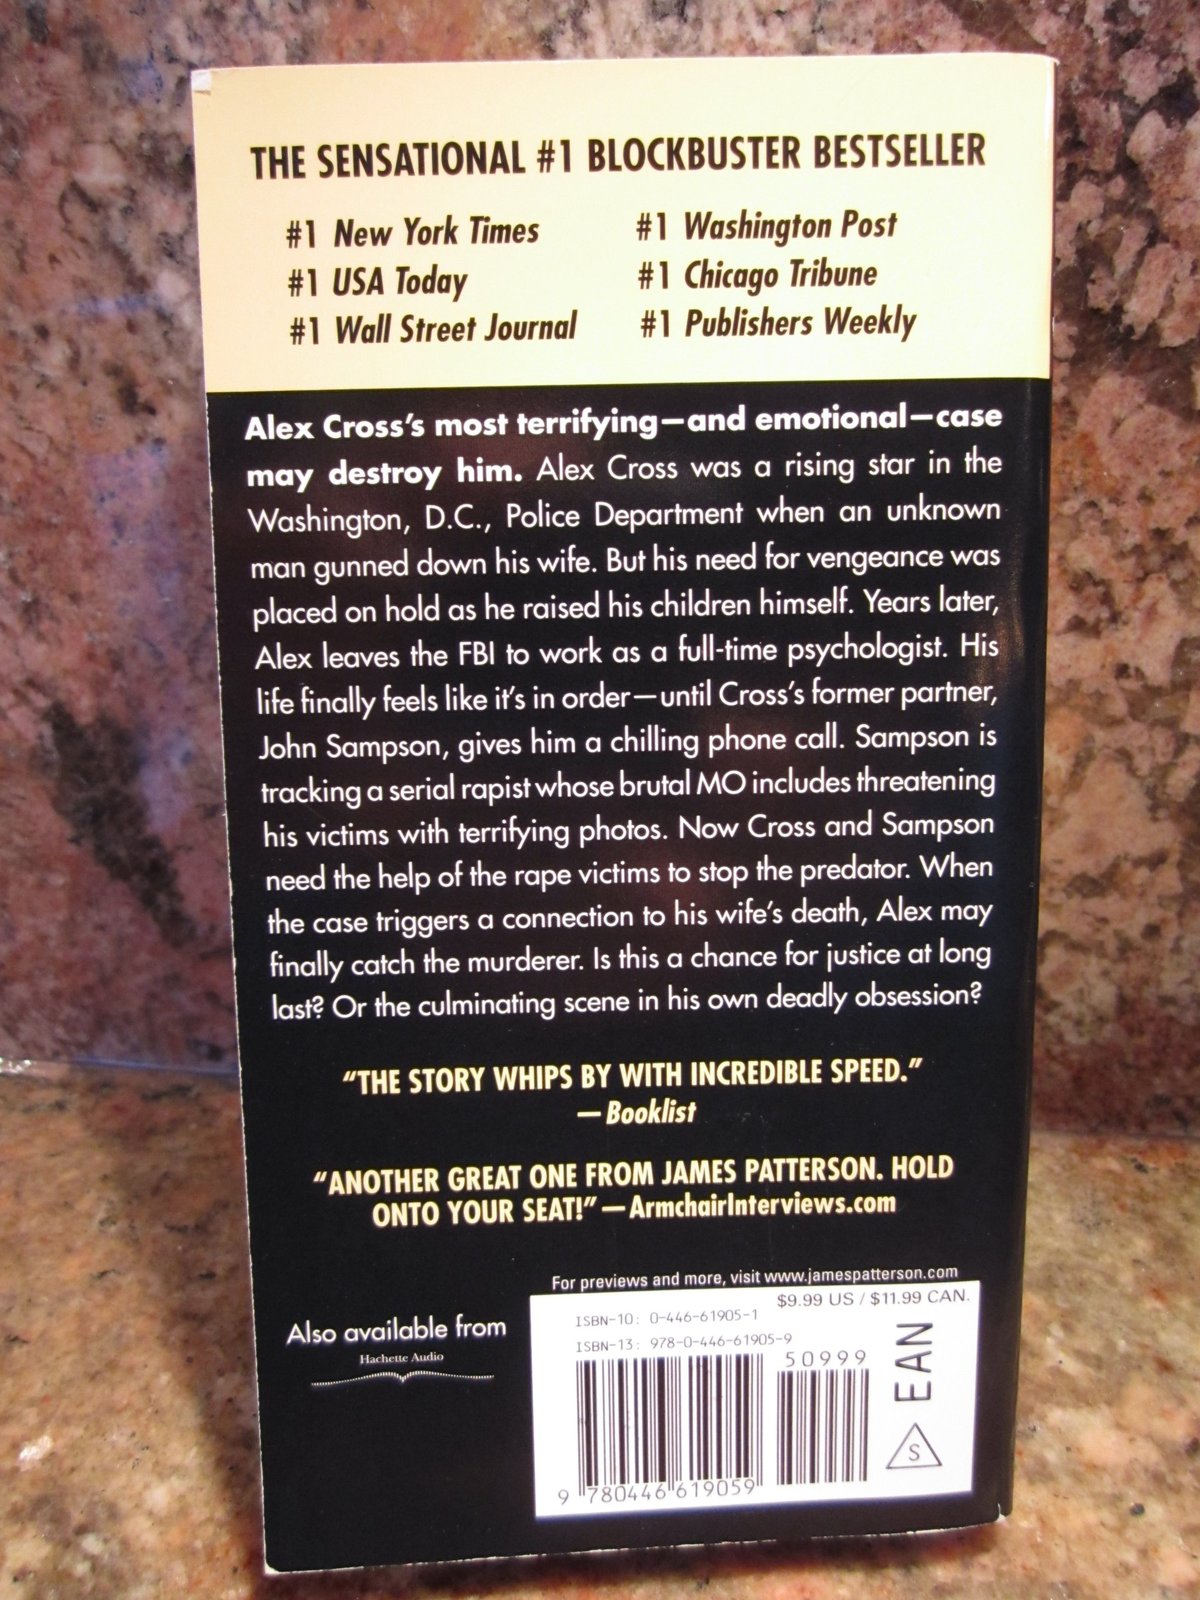 THE SENSATIONAL #1 BLOCKBUSTER BESTSELLER
#1 New York Times
#1 USA Today
#1 Wall Street Journal
#1 Washington Post
#1 Chicago Tribune
#1 Publishers Weekly
Alex Cross's most terrifying—and emotional—case
may destroy him. Alex Cross was a rising star in the
Washington, D.C., Police Department when an unknown
man gunned down his wife. But his need for vengeance was
placed on hold as he raised his children himself. Years later,
Alex leaves the FBI to work as a full-time psychologist. His
life finally feels like it's in order—until Cross's former partner,
John Sampson, gives him a chilling phone call. Sampson is
tracking a serial rapist whose brutal MO includes threatening
his victims with terrifying photos. Now Cross and Sampson
need the help of the rape victims to stop the predator. When
the case triggers a connection to his wife's death, Alex may
finally catch the murderer. Is this a chance for justice at long
last? Or the culminating scene in his own deadly obsession?
“THE STORY WHIPS BY WITH INCREDIBLE SPEED.”
—Booklist
“ANOTHER GREAT ONE FROM JAMES PATTERSON. HOLD
ONTO YOUR SEAT!” —ArmchairInterviews.com
For previews and more, visit www.jamespatterson.com
Also available from
Hachette Audio
$9.99 US / $11.99 CAN.
ISBN-10: 0-446-61905-1
ISBN-13: 978-0-446-61905-9
50999
EAN
S
9 780446 619059